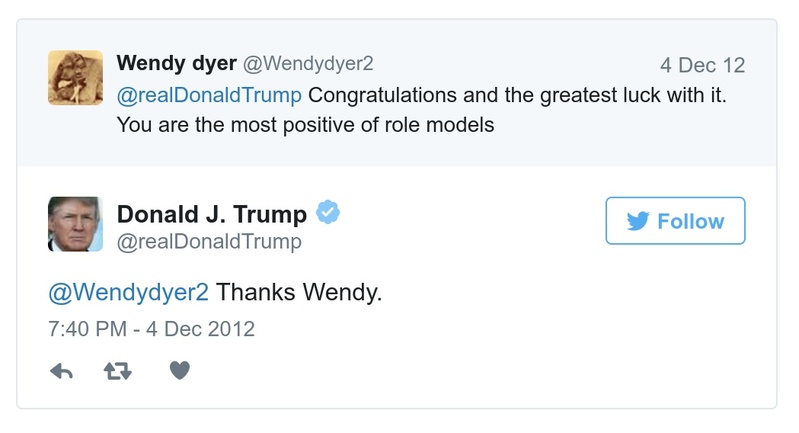 Wendy dyer @Wendydyer2 4 Dec 12
@realDonaldTrump Congratulations and the greatest luck with it.
You are the most positive of role models
Donald J. Trump
@realDonaldTrump
Follow
@Wendydyer2 Thanks Wendy.
7:40 PM - 4 Dec 2012